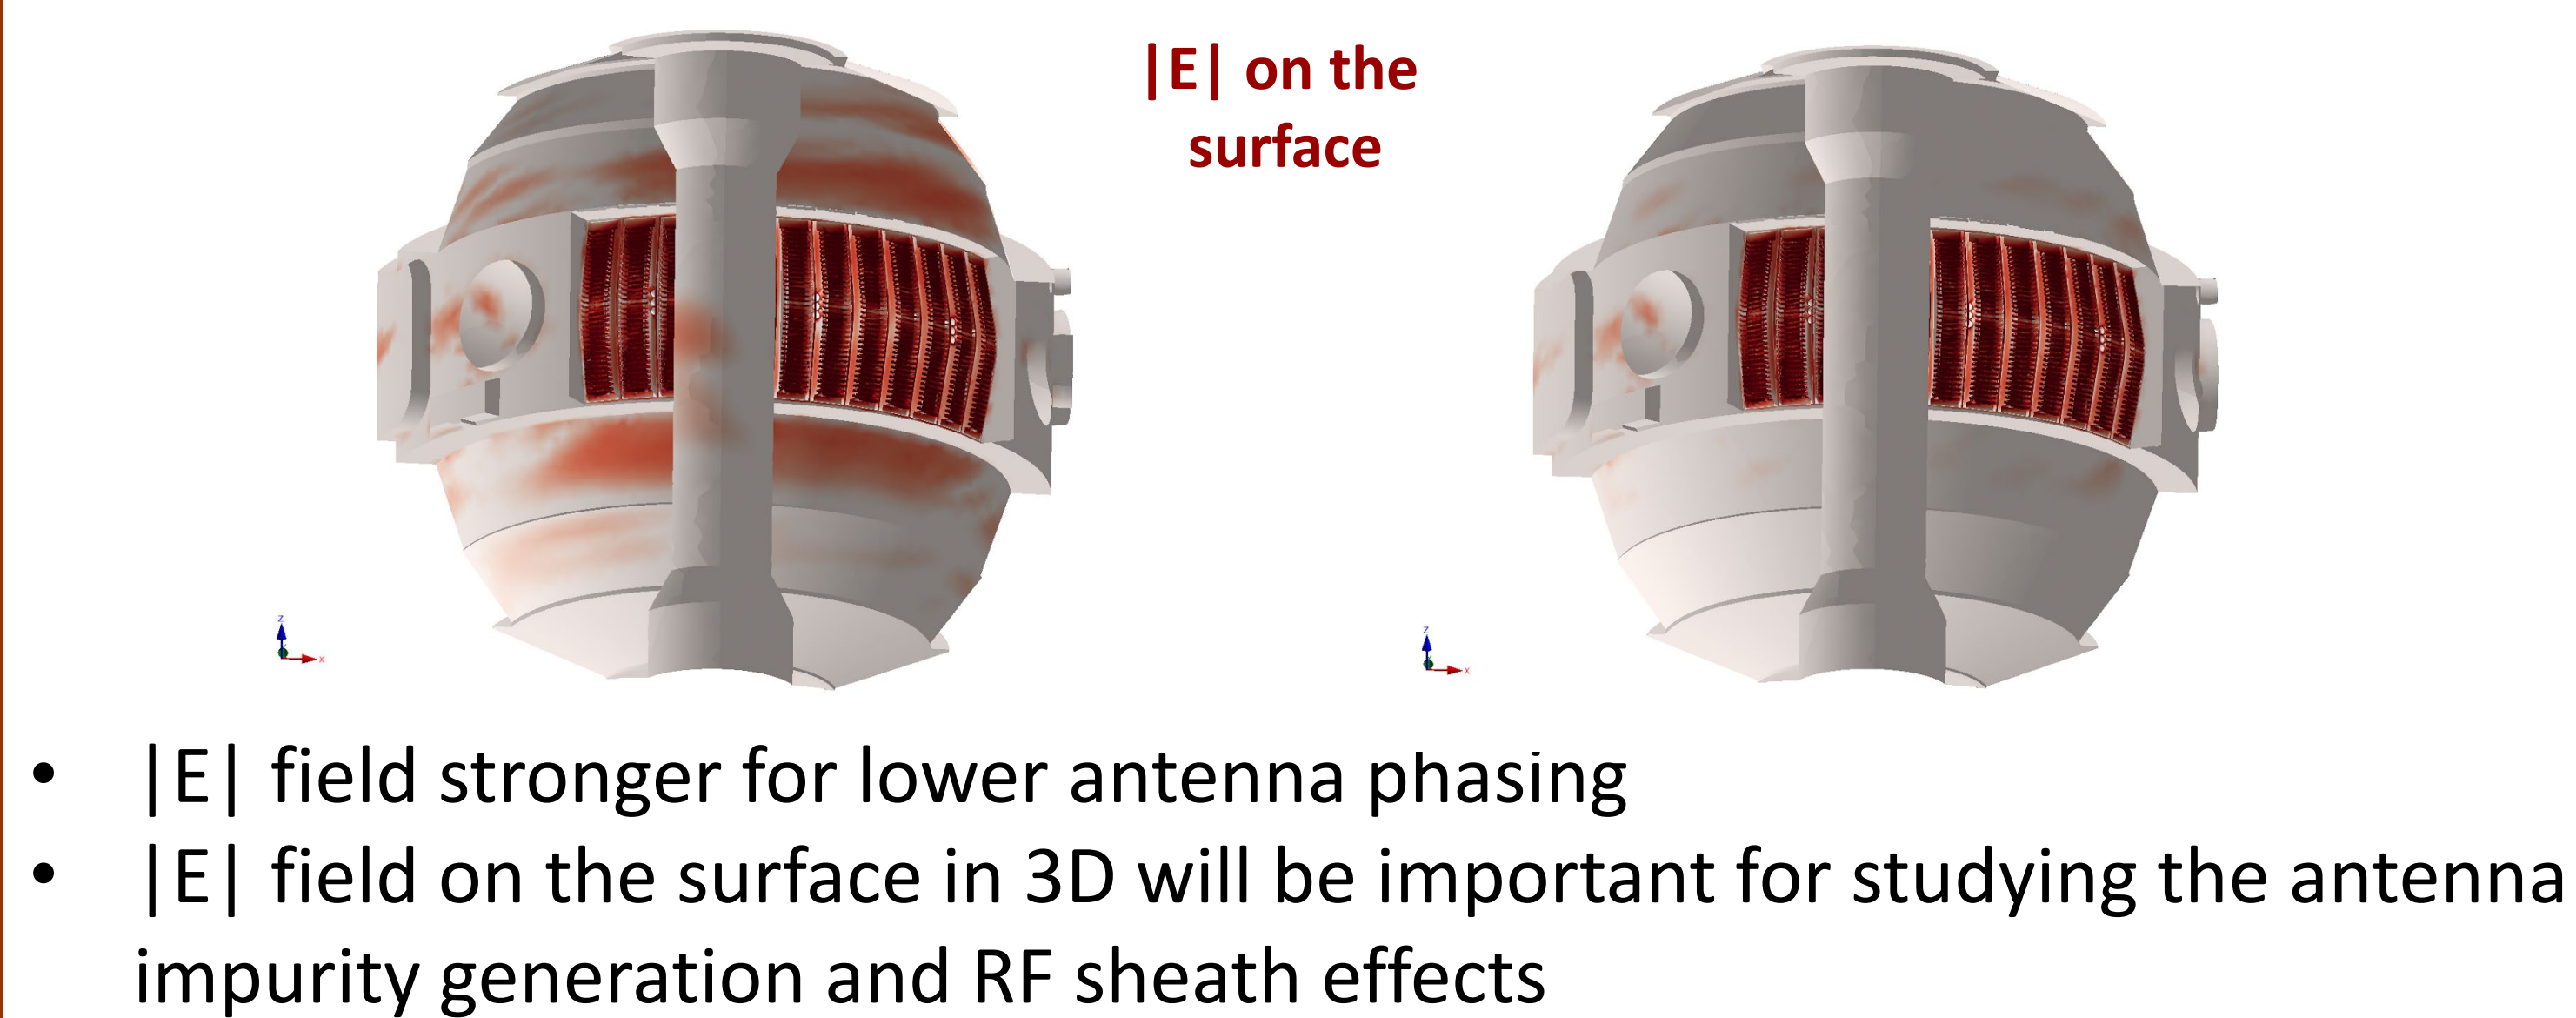 |E| on the
surface
z
x
z
x
• |E| field stronger for lower antenna phasing
• |E| field on the surface in 3D will be important for studying the antenna
impurity generation and RF sheath effects